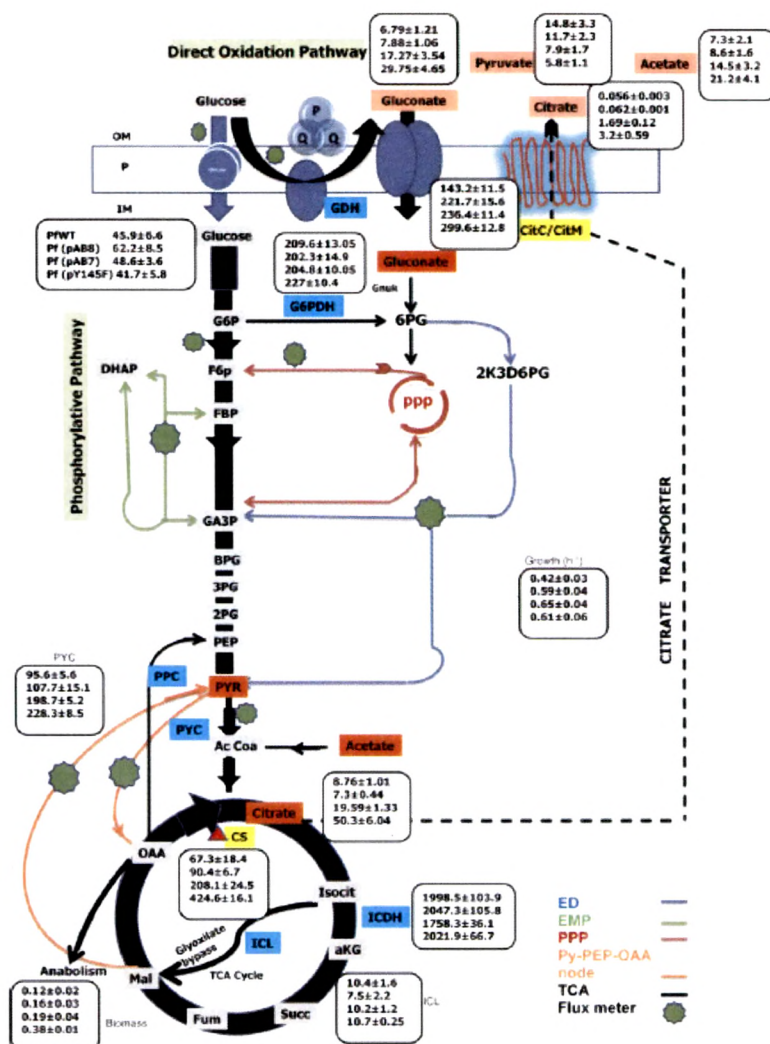 Direct Oxidation Pathway
6.79±1.21
7.88±1.06
17.27±3.54
29.75±4.65
Pyruvate
14.8±3.3
11.7±2.3
7.9±1.7
5.8±1.1
Acetate
7.3±2.1
8.6±1.6
14.5±3.2
21.2±4.1
Glucose
P
Q
Q
Gluconate
Citrate
0.056±0.003
0.062±0.001
1.69±0.12
3.2±0.59
OM
P
IM
GDH
143.2±11.5
221.7±15.6
236.4±11.4
299.6±12.8
CitC/CitM
Glucose
PfWT 45.9±6.6
Pf (pAB8) 62.2±8.5
Pf (pAB7) 48.6±3.6
Pf (pY145F) 41.7±5.8
209.6±13.05
202.3±14.9
204.8±10.05
227±10.4
Gluconate
Gnuk
G6PDH
G6P
6PG
DHAP
F6p
2K3D6PG
FBP
PPP
Phosphorylative Pathway
GA3P
BPG
3PG
2PG
PEP
Growth (h⁻¹)
0.42±0.03
0.59±0.04
0.65±0.04
0.61±0.06
CITRATE TRANSPORTER
PYC
95.6±5.6
107.7±15.1
198.7±5.2
228.3±8.5
PPC
PYR
PYC
Ac Coa
Acetate
8.76±1.01
7.3±0.44
19.59±1.33
50.3±6.04
Citrate
CS
OAA
67.3±18.4
90.4±6.7
208.1±24.5
424.6±16.1
Isocit
ICDH
1998.5±103.9
2047.3±105.8
1758.3±36.1
2021.9±66.7
Glyoxilate
bypass
ICL
aKG
TCA Cycle
Anabolism
Mal
Fum
Succ
0.12±0.02
0.16±0.03
0.19±0.04
0.38±0.01
Biomass
10.4±1.6
7.5±2.2
10.2±1.2
10.7±0.25
ICL
ED
EMP
PPP
Py-PEP-OAA
node
TCA
Flux meter